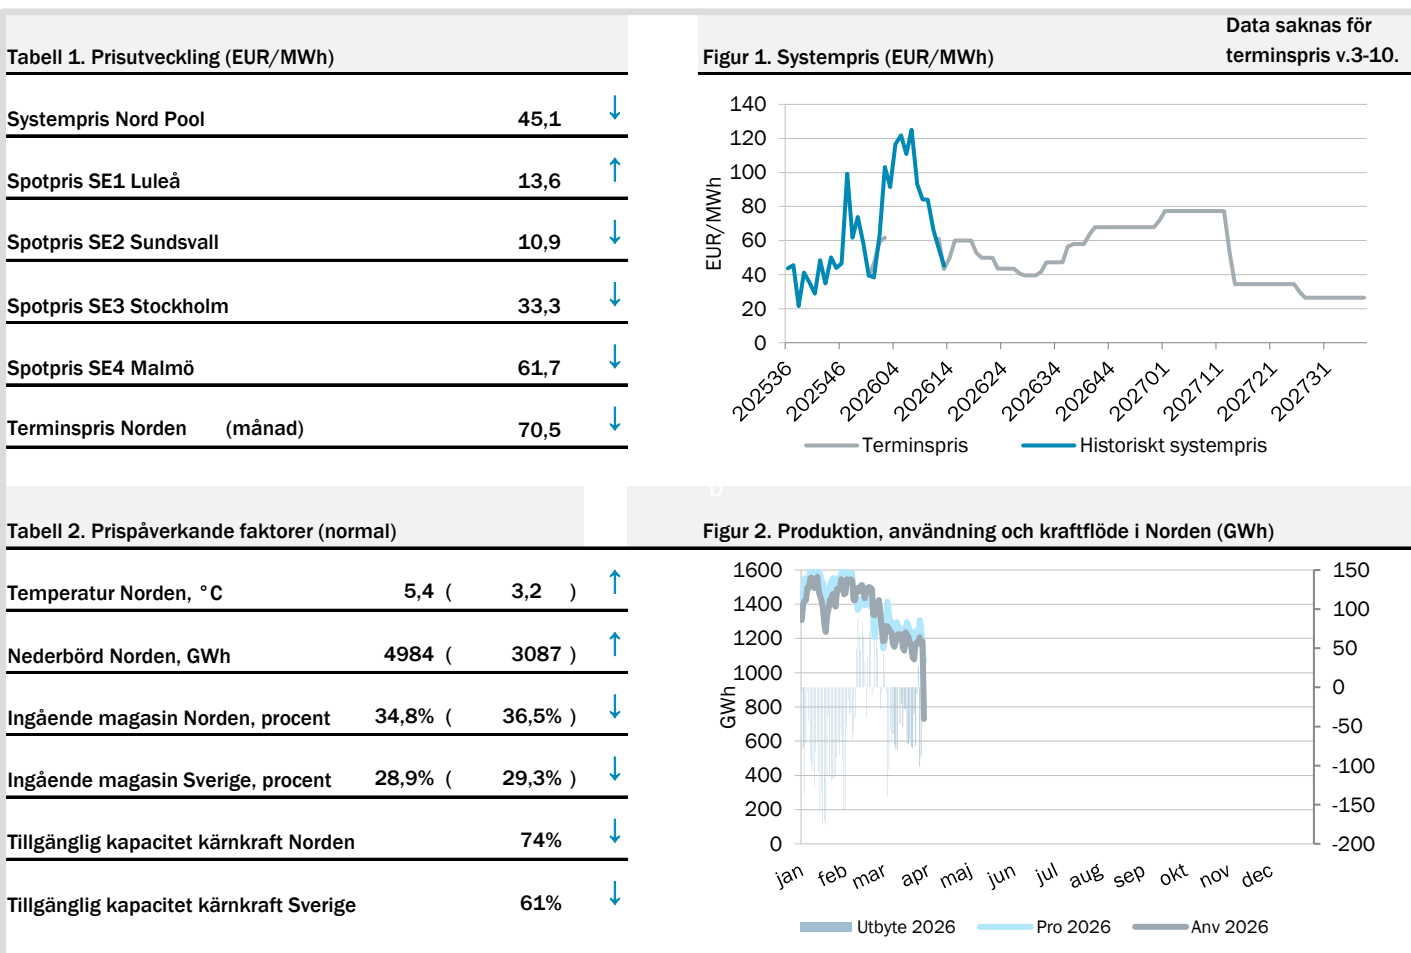 Tabell 1. Prisutveckling (EUR/MWh)
Systempris Nord Pool 45,1 ↓
Spotpris SE1 Luleå 13,6 ↑
Spotpris SE2 Sundsvall 10,9 ↓
Spotpris SE3 Stockholm 33,3 ↓
Spotpris SE4 Malmö 61,7 ↓
Terminspris Norden (månad) 70,5 ↓
Data saknas för
Figur 1. Systempris (EUR/MWh) terminspris v.3-10.
140
120
100
80
60
40
20
0
EUR/MWh
202536 202546 202604 202614 202624 202634 202644 202701 202711 202721 202731
Terminspris Historiskt systempris
b
Tabell 2. Prispåverkande faktorer (normal)
Temperatur Norden, °C 5,4 ( 3,2 ) ↑
Nederbörd Norden, GWh 4984 ( 3087 ) ↑
Ingående magasin Norden, procent 34,8% ( 36,5% ) ↓
Ingående magasin Sverige, procent 28,9% ( 29,3% ) ↓
Tillgänglig kapacitet kärnkraft Norden 74% ↓
Tillgänglig kapacitet kärnkraft Sverige 61% ↓
Figur 2. Produktion, användning och kraftflöde i Norden (GWh)
1600
1400
1200
1000
800
600
400
200
0
GWh
150
100
50
0
-50
-100
-150
-200
jan feb mar apr maj jun jul aug sep okt nov dec
Utbyte 2026 Pro 2026 Anv 2026